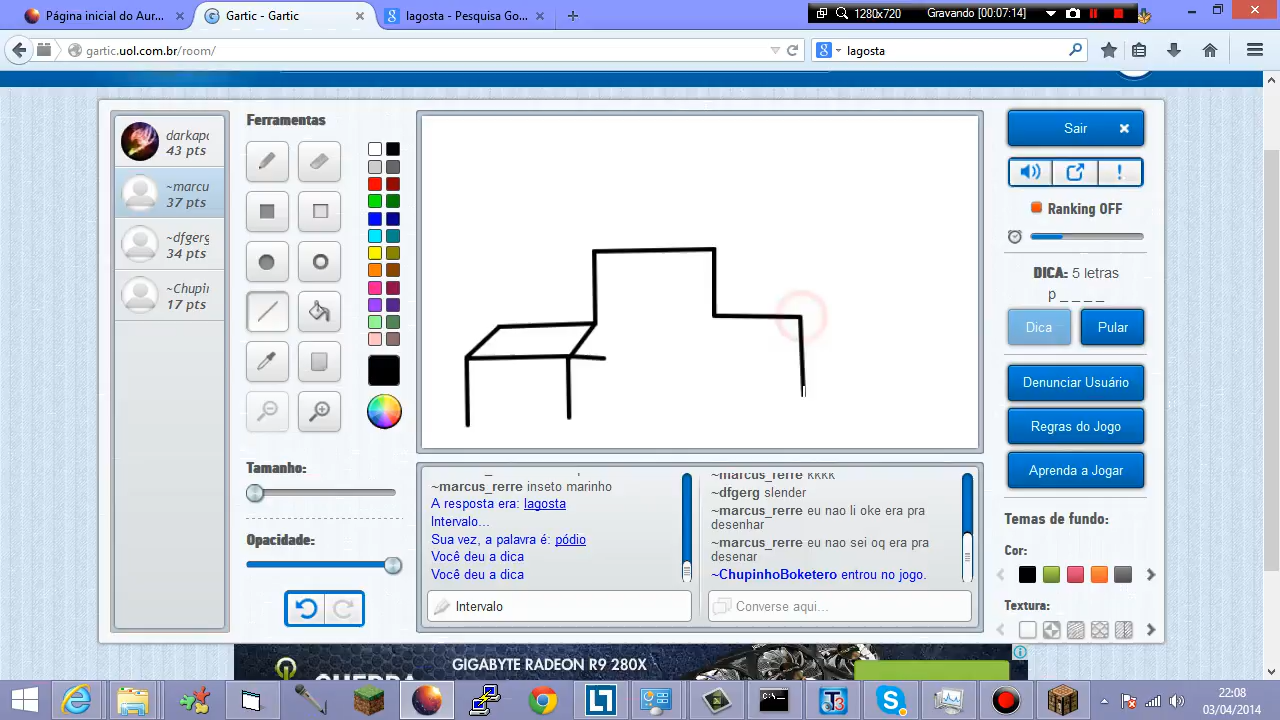 Página inicial do Aur...
Gartic - Gartic
lagosta - Pesquisa Go...
1280x720
Gravando [00:07:14]
gartic.uol.com.br/room/
lagosta
darkapo
43 pts
~marcu
37 pts
~dfgerg
34 pts
~Chupin
17 pts
Ferramentas
Tamanho:
Opacidade:
~marcus_rerre inseto marinho
A resposta era: lagosta
Intervalo...
Sua vez, a palavra é: pódio
Você deu a dica
Você deu a dica
Intervalo
~marcus_rerre kkkk
~dfgerg slender
~marcus_rerre eu nao li oke era pra
desenhar
~marcus_rerre eu nao sei oq era pra
desenar
~ChupinhoBoketero entrou no jogo.
Converse aqui...
Sair
Ranking OFF
DICA: 5 letras
p _ _ _ _
Dica
Pular
Denunciar Usuário
Regras do Jogo
Aprenda a Jogar
Temas de fundo:
Cor:
Textura:
GIGABYTE RADEON R9 280X
22:08
03/04/2014